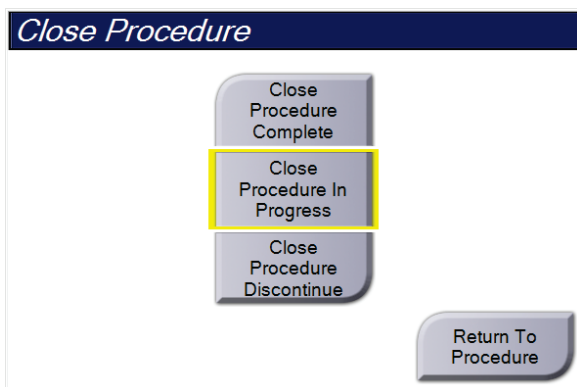 Close Procedure
Close
Procedure
Complete
Close
Procedure In
Progress
Close
Procedure
Discontinue
Return To
Procedure